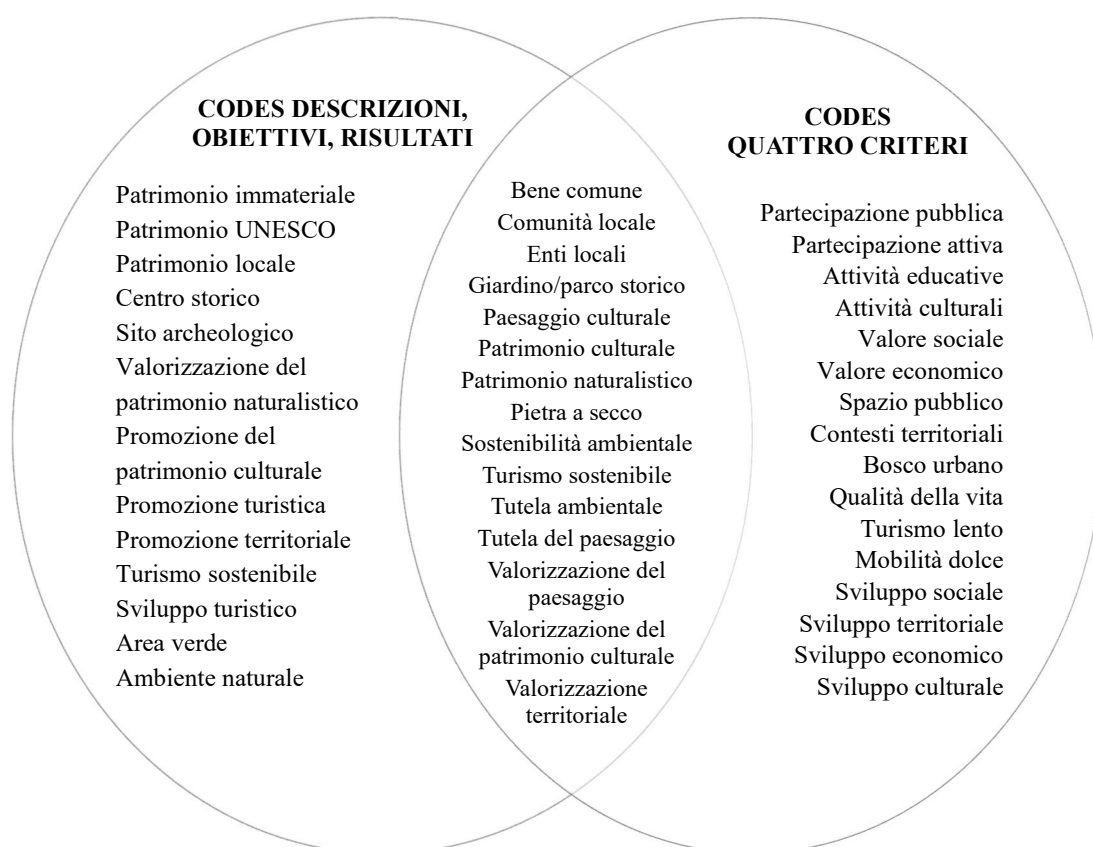 CODES DESCRIZIONI,
OBIETTIVI, RISULTATI
Patrimonio immateriale
Patrimonio UNESCO
Patrimonio locale
Centro storico
Sito archeologico
Valorizzazione del
patrimonio naturalistico
Promozione del
patrimonio culturale
Promozione turistica
Promozione territoriale
Turismo sostenibile
Sviluppo turistico
Area verde
Ambiente naturale
Bene comune
Comunità locale
Enti locali
Giardino/parco storico
Paesaggio culturale
Patrimonio culturale
Patrimonio naturalistico
Pietra a secco
Sostenibilità ambientale
Turismo sostenibile
Tutela ambientale
Tutela del paesaggio
Valorizzazione del
paesaggio
Valorizzazione del
patrimonio culturale
Valorizzazione
territoriale
CODES
QUATTRO CRITERI
Partecipazione pubblica
Partecipazione attiva
Attività educative
Attività culturali
Valore sociale
Valore economico
Spazio pubblico
Contesti territoriali
Bosco urbano
Qualità della vita
Turismo lento
Mobilità dolce
Sviluppo sociale
Sviluppo territoriale
Sviluppo economico
Sviluppo culturale